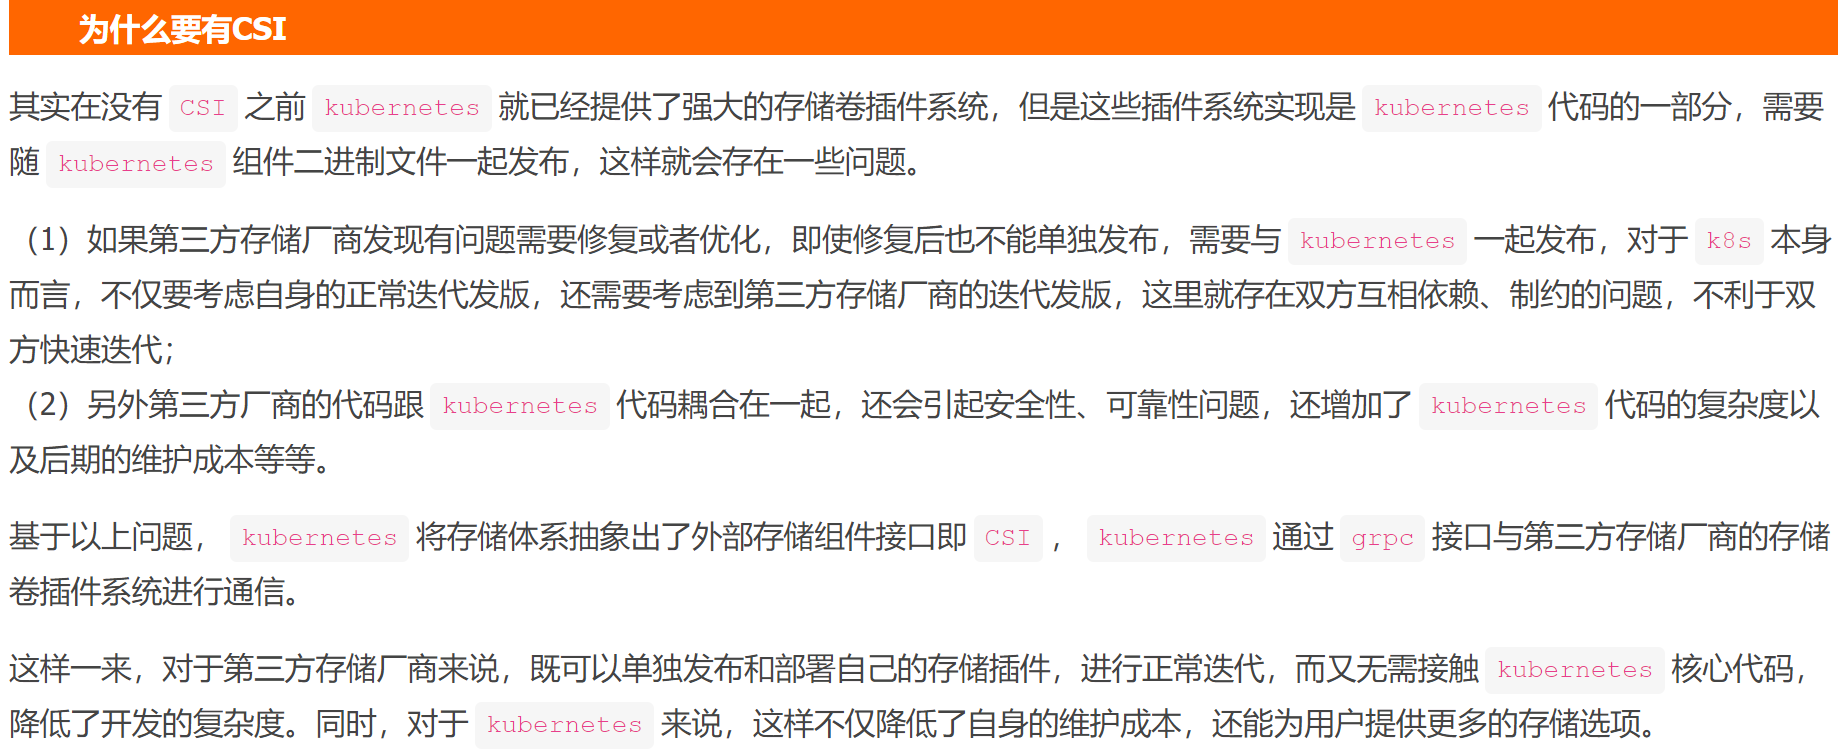 为什么要有CSI
其实在没有 CSI 之前 kubernetes 就已经提供了强大的存储卷插件系统，但是这些插件系统实现是 kubernetes 代码的一部分，需要
随 kubernetes 组件二进制文件一起发布，这样就会存在一些问题。
（1）如果第三方存储厂商发现有问题需要修复或者优化，即使修复后也不能单独发布，需要与 kubernetes 一起发布，对于 k8s 本身
而言，不仅要考虑自身的正常迭代发版，还需要考虑到第三方存储厂商的迭代发版，这里就存在双方互相依赖、制约的问题，不利于双
方快速迭代；
（2）另外第三方厂商的代码跟 kubernetes 代码耦合在一起，还会引起安全性、可靠性问题，还增加了 kubernetes 代码的复杂度以
及后期的维护成本等等。
基于以上问题， kubernetes 将存储体系抽象出了外部存储组件接口即 CSI ， kubernetes 通过 grpc 接口与第三方存储厂商的存储
卷插件系统进行通信。
这样一来，对于第三方存储厂商来说，既可以单独发布和部署自己的存储插件，进行正常迭代，而又无需接触 kubernetes 核心代码，
降低了开发的复杂度。同时，对于 kubernetes 来说，这样不仅降低了自身的维护成本，还能为用户提供更多的存储选项。